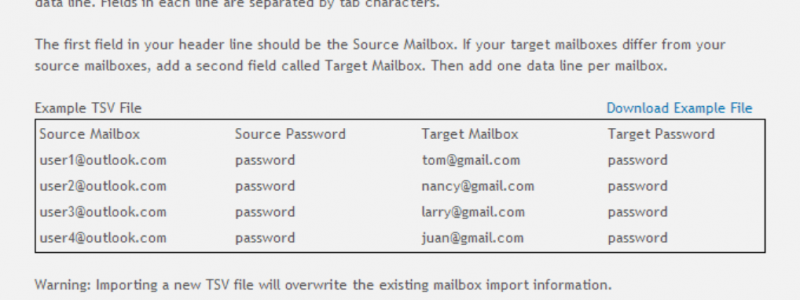 data line. Fields in each line are separated by tab characters.
The first field in your header line should be the Source Mailbox. If your target mailboxes differ from your
source mailboxes, add a second field called Target Mailbox. Then add one data line per mailbox.
Example TSV File Download Example File
Source Mailbox Source Password Target Mailbox Target Password
user1@outlook.com password tom@gmail.com password
user2@outlook.com password nancy@gmail.com password
user3@outlook.com password larry@gmail.com password
user4@outlook.com password juan@gmail.com password
Warning: Importing a new TSV file will overwrite the existing mailbox import information.